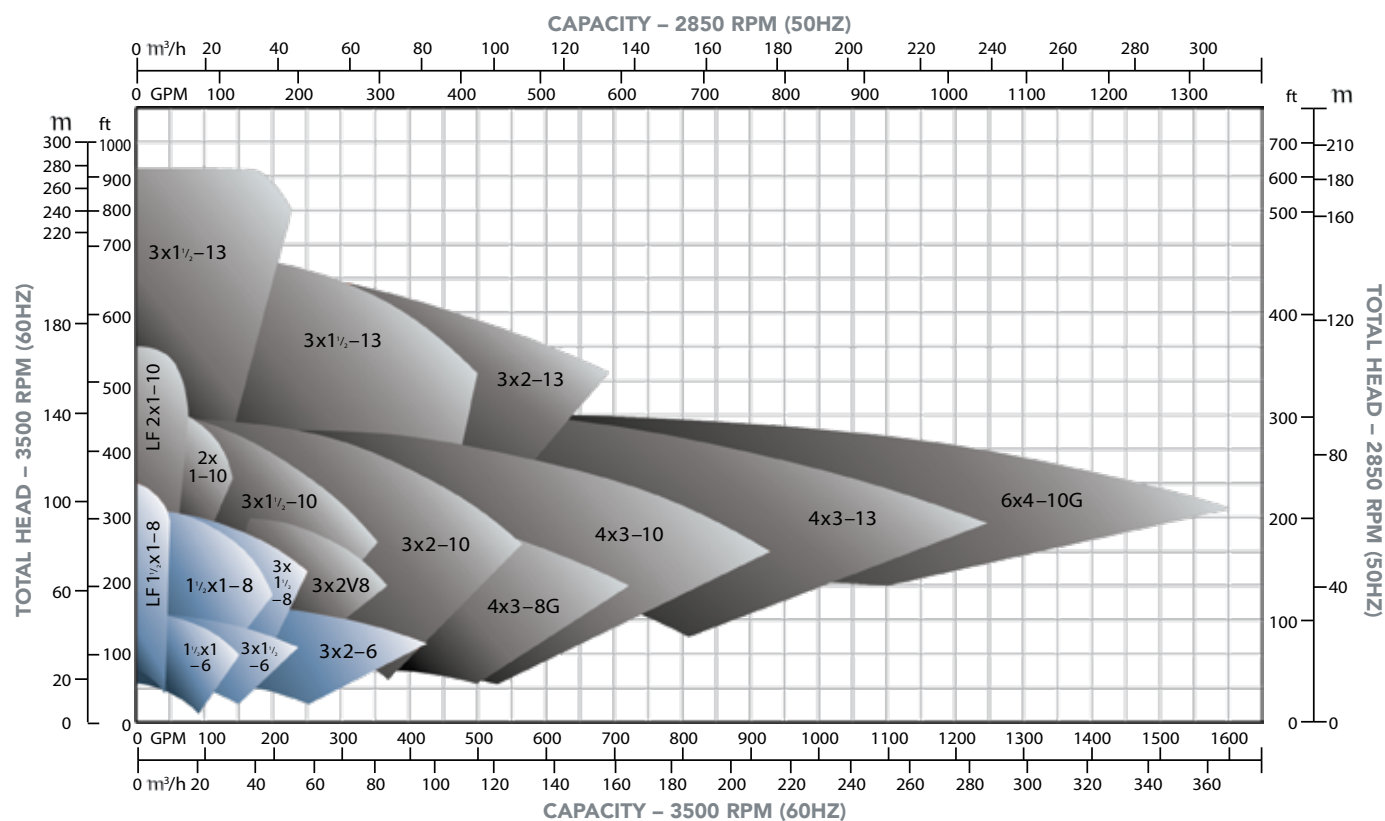 CAPACITY – 2850 RPM (50HZ)
0 m³/h 20 40 60 80 100 120 140 160 180 200 220 240 260 280 300
0 GPM 100 200 300 400 500 600 700 800 900 1000 1100 1200 1300
m ft
300 280 260 240 220 180 140 100 60 20 0
1000 900 800 700 600 500 400 300 200 100 0
TOTAL HEAD – 3500 RPM (60HZ)
3x1½–13
3x1½–13
3x2–13
LF 2x1–10
2x
1–10
3x1½–10
3x2–10
4x3–10
4x3–13
6x4–10G
LF 1½x1–8
1½x1–8
3x
1½
–8
3x2V8
4x3–8G
1½x1
–6
3x1½
–6
3x2–6
ft m
700 600 500 400 300 200 100 0
210 180 160 120 80 40 0
TOTAL HEAD – 2850 RPM (50HZ)
0 GPM 100 200 300 400 500 600 700 800 900 1000 1100 1200 1300 1400 1500 1600
0 m³/h 20 40 60 80 100 120 140 160 180 200 220 240 260 280 320 340 360
CAPACITY – 3500 RPM (60HZ)